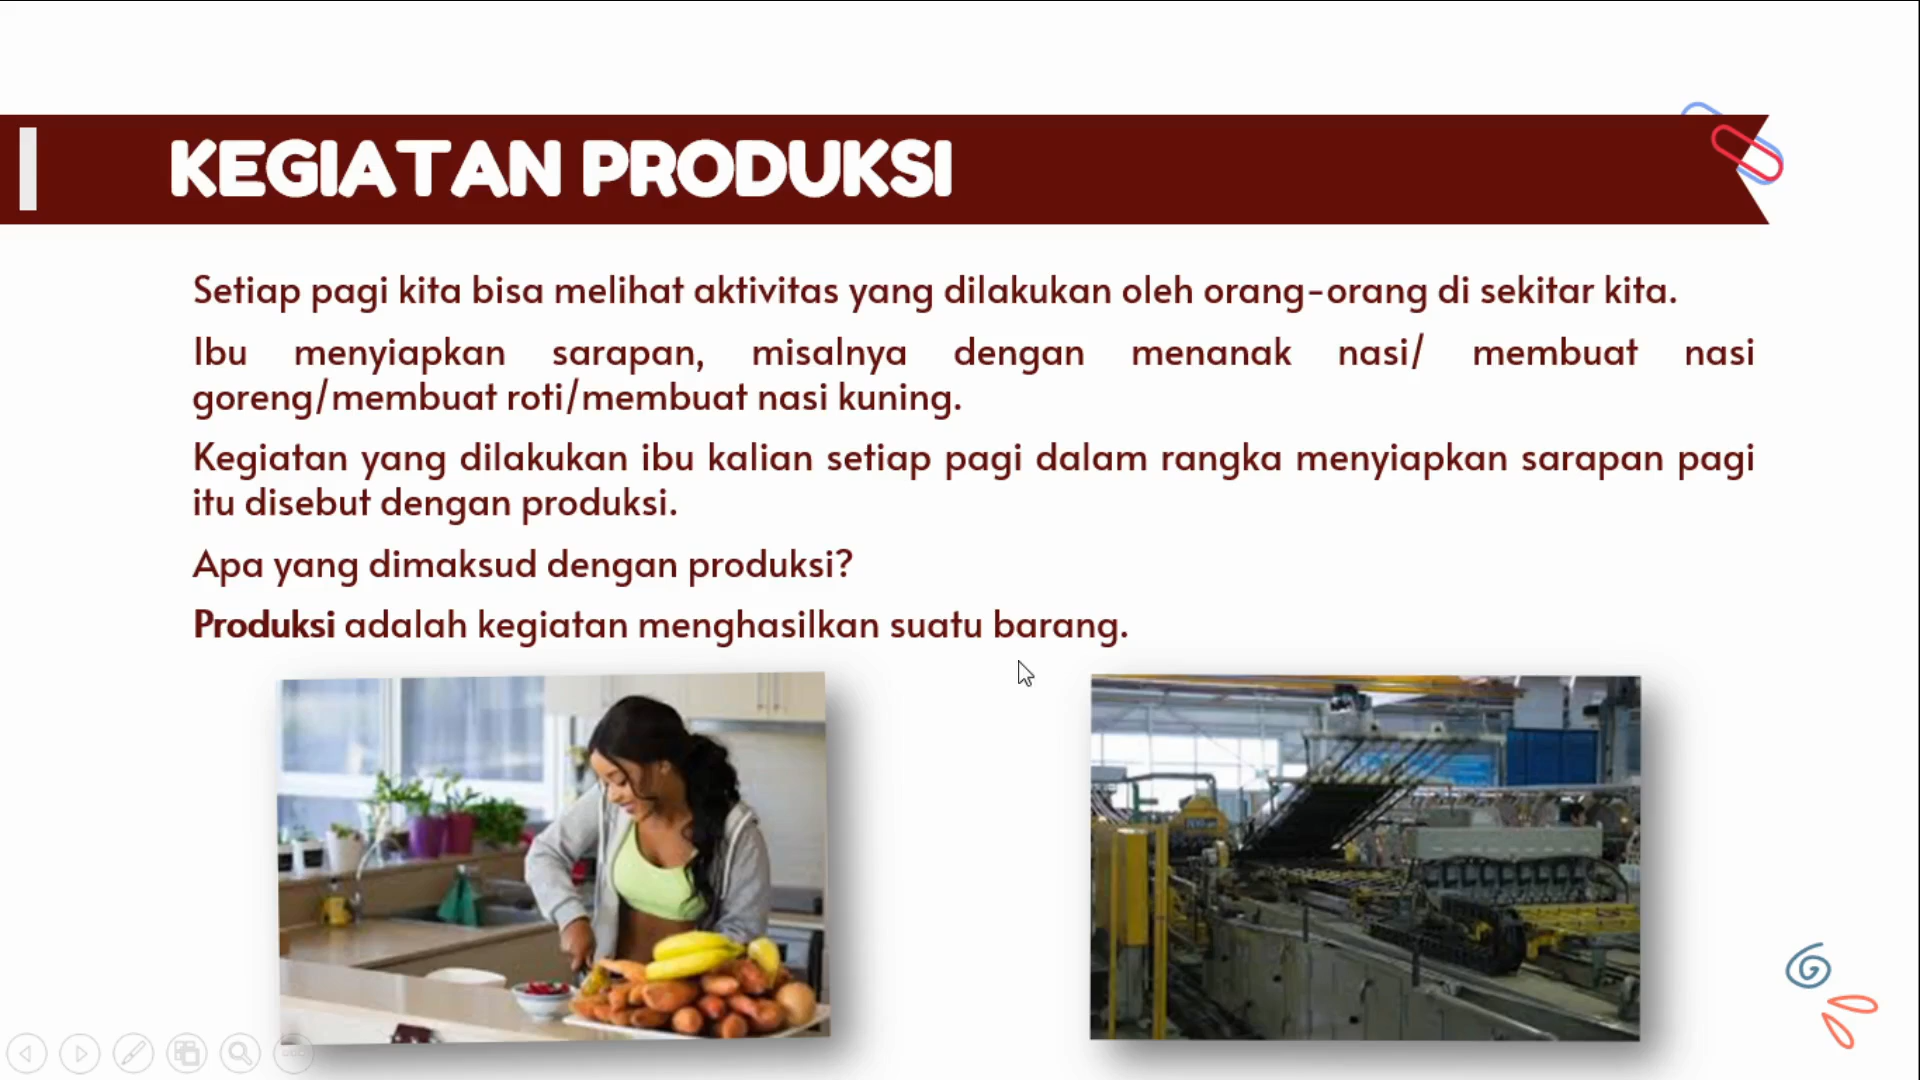 KEGIATAN PRODUKSI
Setiap pagi kita bisa melihat aktivitas yang dilakukan oleh orang-orang di sekitar kita.
Ibu menyiapkan sarapan, misalnya dengan menanak nasi/ membuat nasi
goreng/membuat roti/membuat nasi kuning.
Kegiatan yang dilakukan ibu kalian setiap pagi dalam rangka menyiapkan sarapan pagi
itu disebut dengan produksi.
Apa yang dimaksud dengan produksi?
Produksi adalah kegiatan menghasilkan suatu barang.